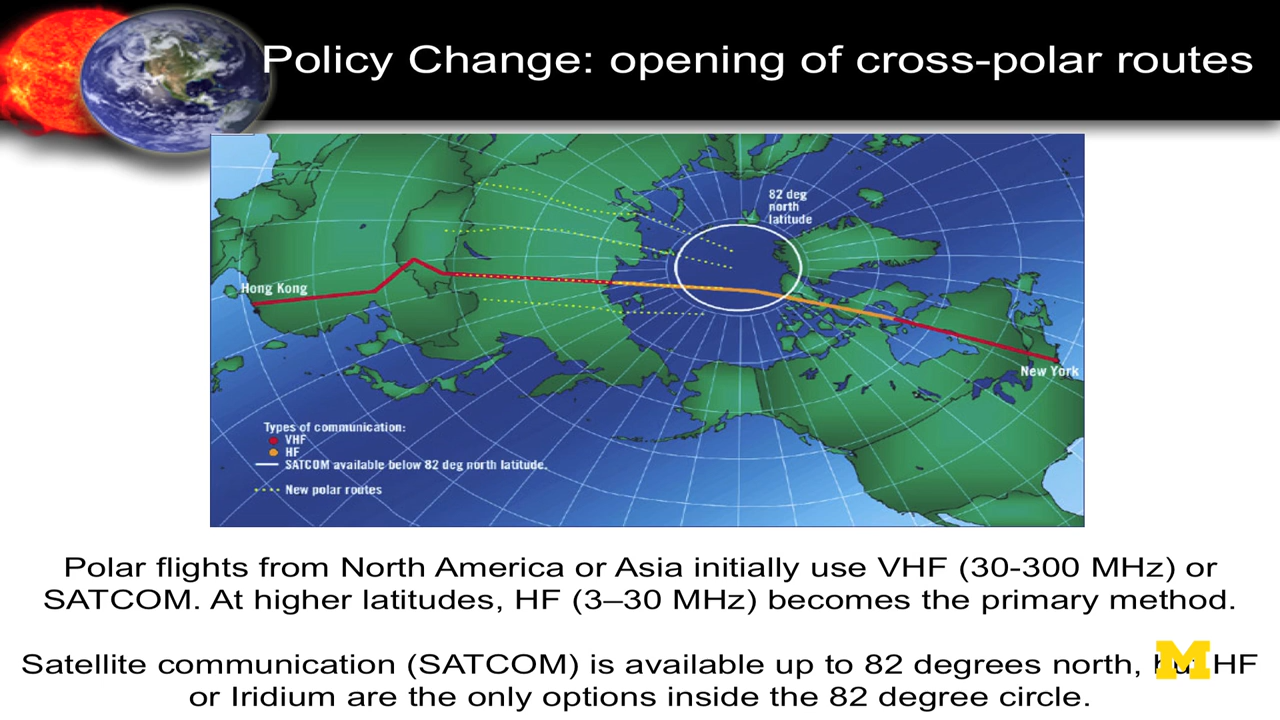 Policy Change: opening of cross-polar routes
82 deg
north
latitude
Hong Kong
New York
Types of communication:
VHF
HF
SATCOM available below 82 deg north latitude.
New polar routes
Polar flights from North America or Asia initially use VHF (30-300 MHz) or
SATCOM. At higher latitudes, HF (3–30 MHz) becomes the primary method.
Satellite communication (SATCOM) is available up to 82 degrees north, but HF
or Iridium are the only options inside the 82 degree circle.
M